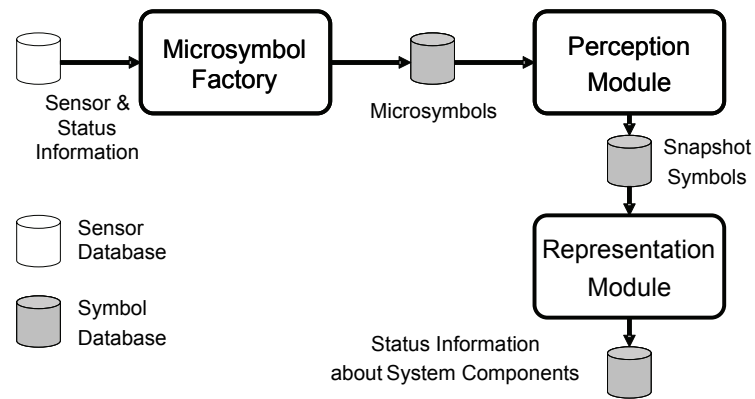 Microsymbol
Factory
Perception
Module
Sensor &
Status
Information
Microsymbols
Snapshot
Symbols
Sensor
Database
Representation
Module
Symbol
Database
Status Information
about System Components